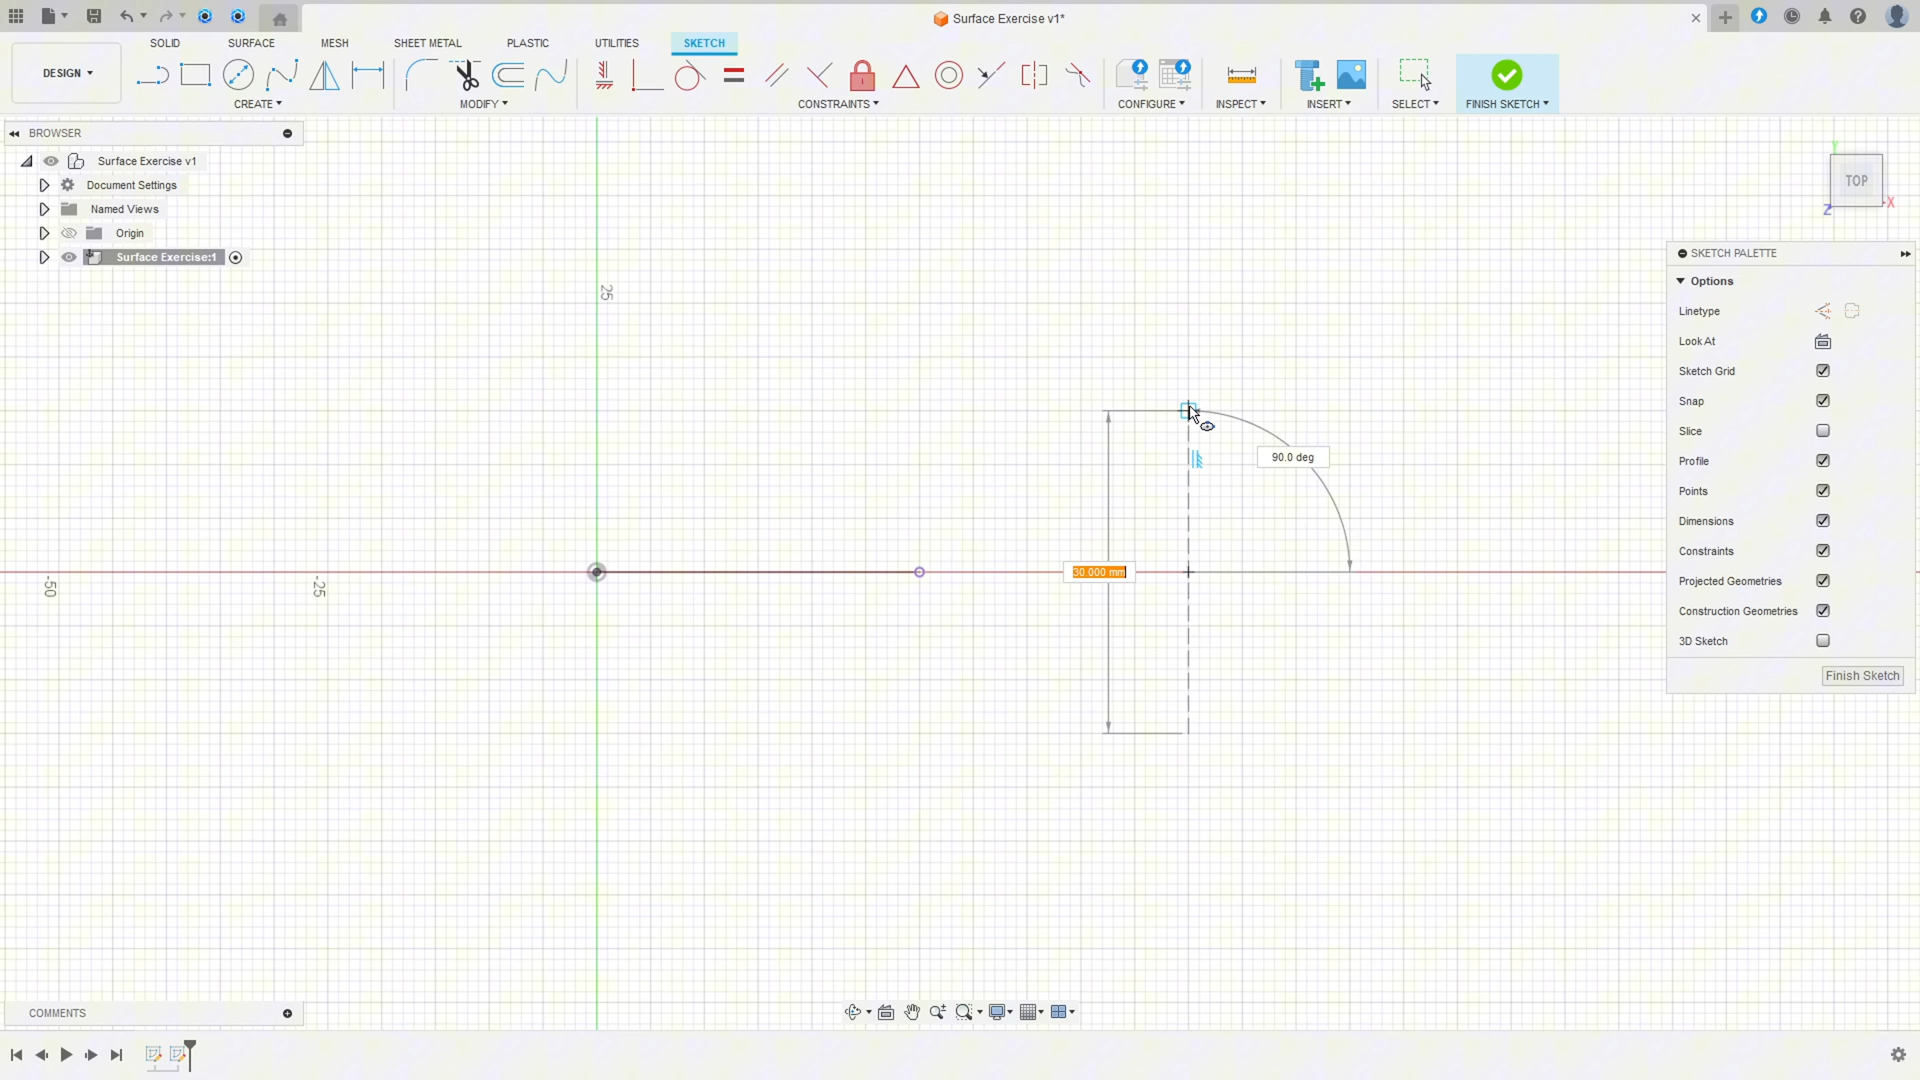 Surface Exercise v1*
SOLID
SURFACE
MESH
SHEET METAL
PLASTIC
UTILITIES
SKETCH
DESIGN
CREATE
MODIFY
CONSTRAINTS
CONFIGURE
INSPECT
INSERT
SELECT
FINISH SKETCH
BROWSER
Surface Exercise v1
Document Settings
Named Views
Origin
Surface Exercise:1
TOP
Y
X
Z
25
90.0 deg
30.000 mm
-50
-25
SKETCH PALETTE
Options
Linetype
Look At
Sketch Grid
Snap
Slice
Profile
Points
Dimensions
Constraints
Projected Geometries
Construction Geometries
3D Sketch
Finish Sketch
COMMENTS